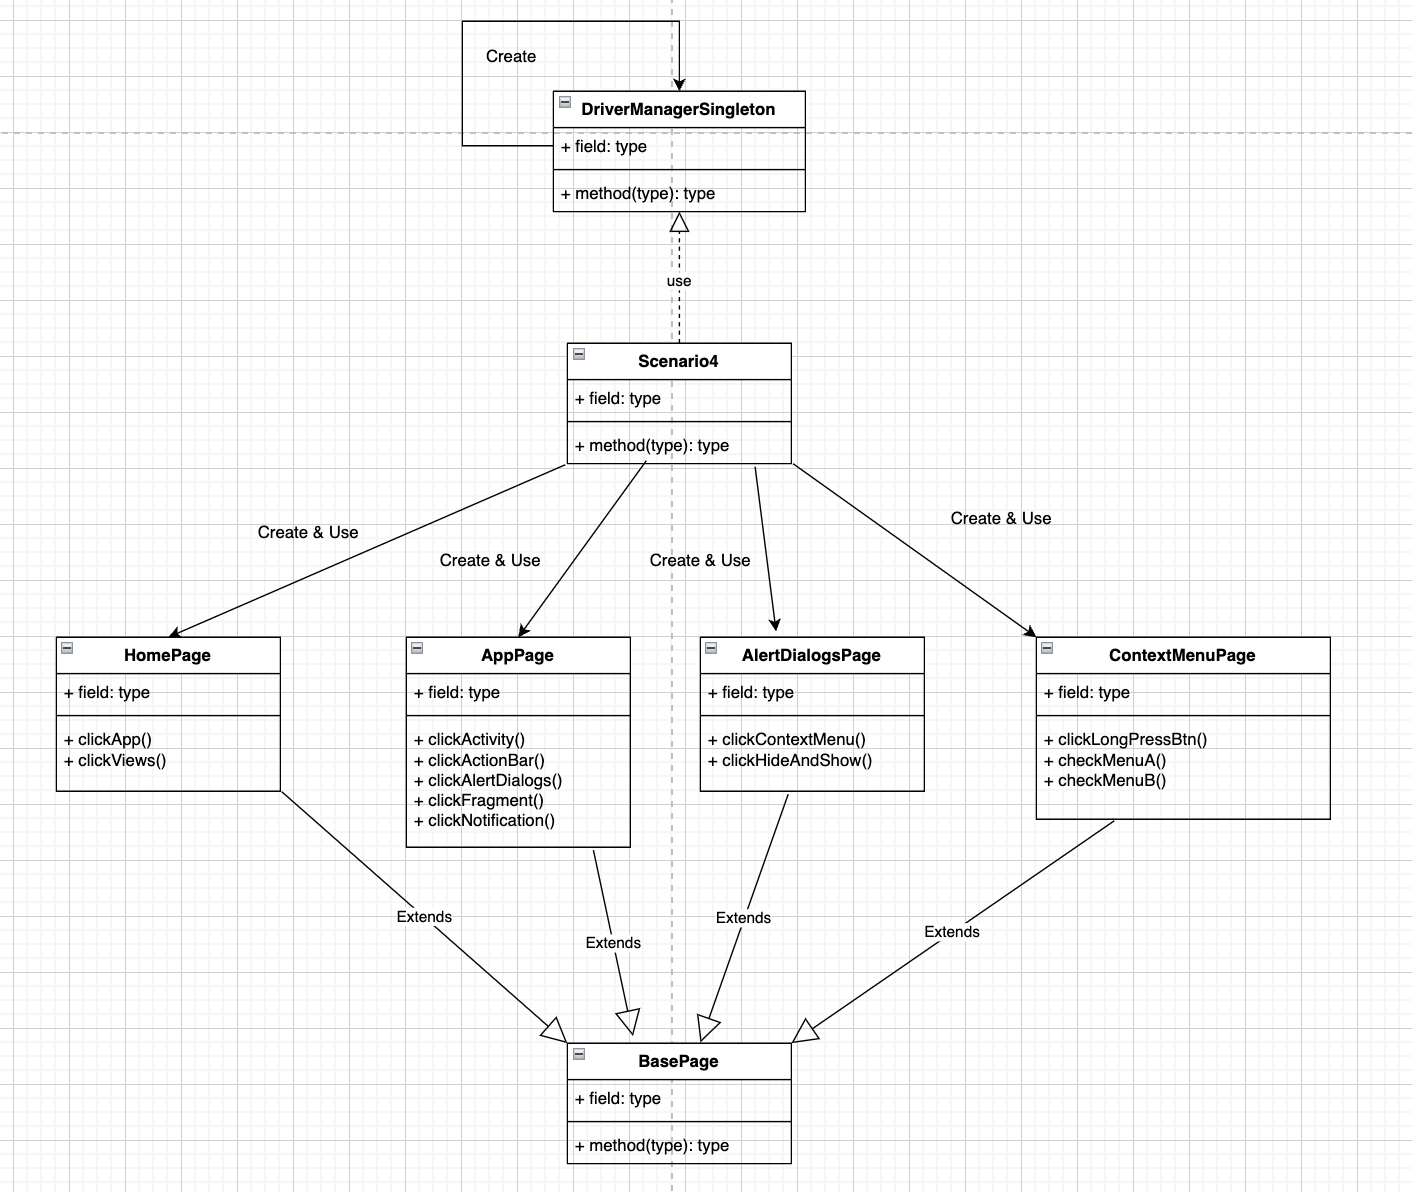 Create
DriverManagerSingleton
+ field: type
+ method(type): type
use
Scenario4
+ field: type
+ method(type): type
Create & Use
Create & Use
Create & Use
Create & Use
HomePage
+ field: type
+ clickApp()
+ clickViews()
AppPage
+ field: type
+ clickActivity()
+ clickActionBar()
+ clickAlertDialogs()
+ clickFragment()
+ clickNotification()
AlertDialogsPage
+ field: type
+ clickContextMenu()
+ clickHideAndShow()
ContextMenuPage
+ field: type
+ clickLongPressBtn()
+ checkMenuA()
+ checkMenuB()
Extends
Extends
Extends
Extends
BasePage
+ field: type
+ method(type): type